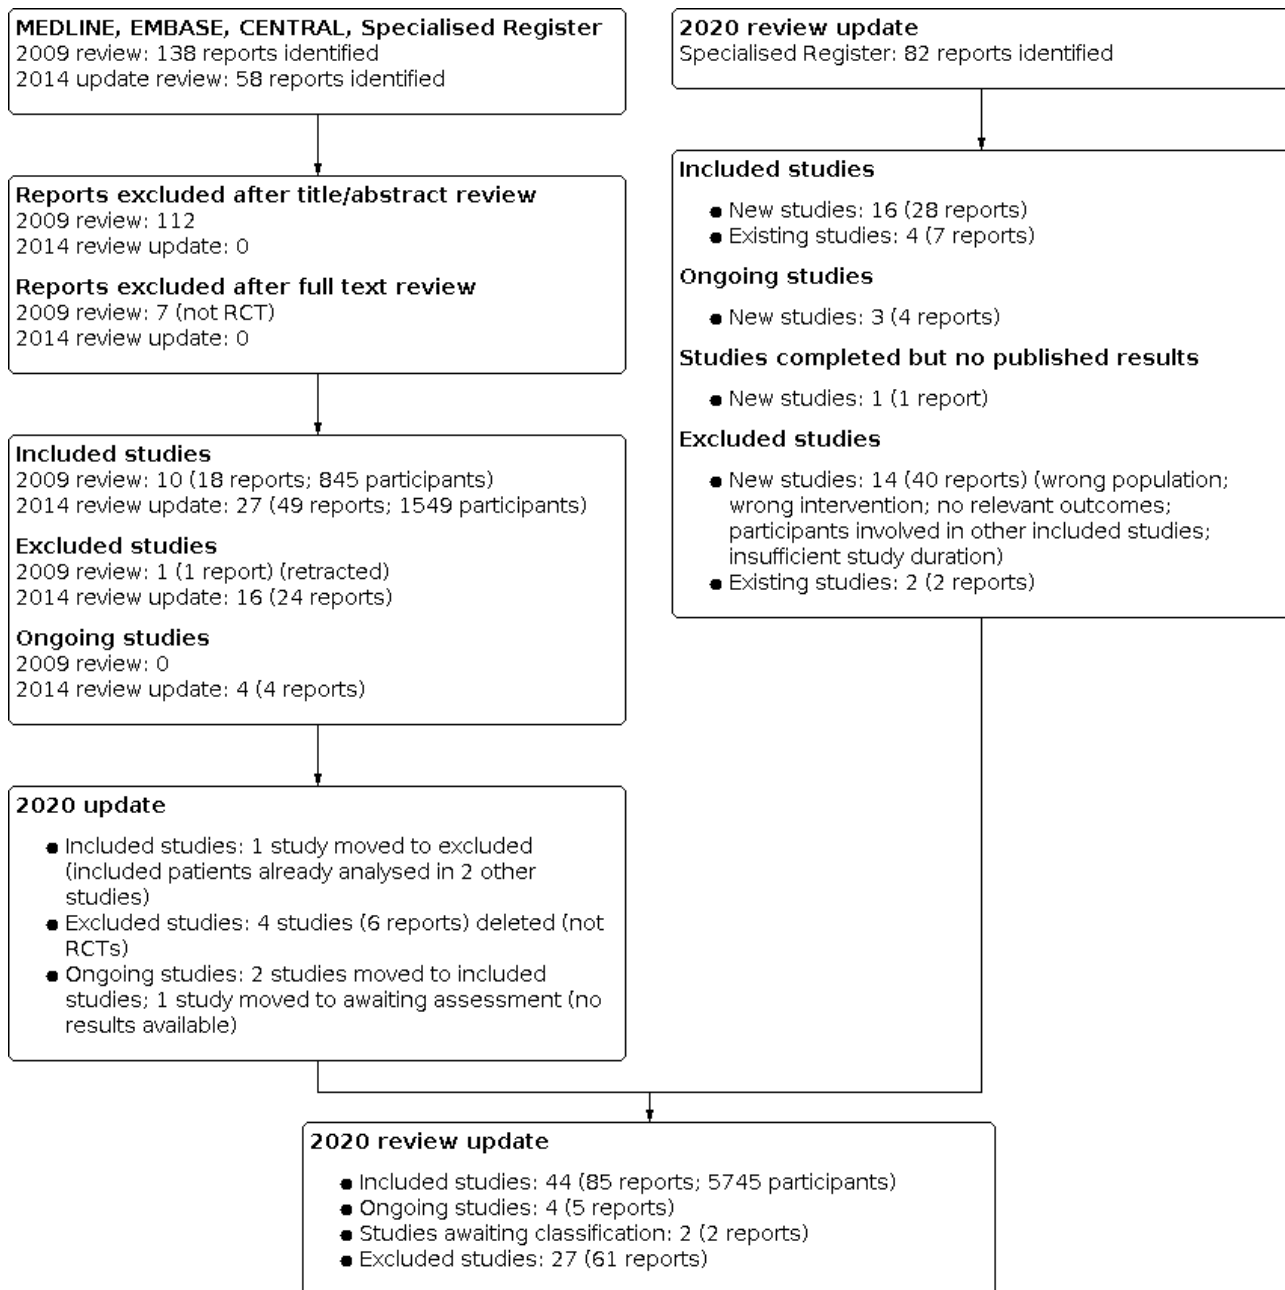 MEDLINE, EMBASE, CENTRAL, Specialised Register
2009 review: 138 reports identified
2014 update review: 58 reports identified
2020 review update
Specialised Register: 82 reports identified
Reports excluded after title/abstract review
2009 review: 112
2014 review update: 0
Reports excluded after full text review
2009 review: 7 (not RCT)
2014 review update: 0
Included studies
● New studies: 16 (28 reports)
● Existing studies: 4 (7 reports)
Ongoing studies
● New studies: 3 (4 reports)
Studies completed but no published results
● New studies: 1 (1 report)
Excluded studies
● New studies: 14 (40 reports) (wrong population;
wrong intervention; no relevant outcomes;
participants involved in other included studies;
insufficient study duration)
● Existing studies: 2 (2 reports)
Included studies
2009 review: 10 (18 reports; 845 participants)
2014 review update: 27 (49 reports; 1549 participants)
Excluded studies
2009 review: 1 (1 report) (retracted)
2014 review update: 16 (24 reports)
Ongoing studies
2009 review: 0
2014 review update: 4 (4 reports)
2020 update
● Included studies: 1 study moved to excluded
(included patients already analysed in 2 other
studies)
● Excluded studies: 4 studies (6 reports) deleted (not
RCTs)
● Ongoing studies: 2 studies moved to included
studies; 1 study moved to awaiting assessment (no
results available)
2020 review update
● Included studies: 44 (85 reports; 5745 participants)
● Ongoing studies: 4 (5 reports)
● Studies awaiting classification: 2 (2 reports)
● Excluded studies: 27 (61 reports)